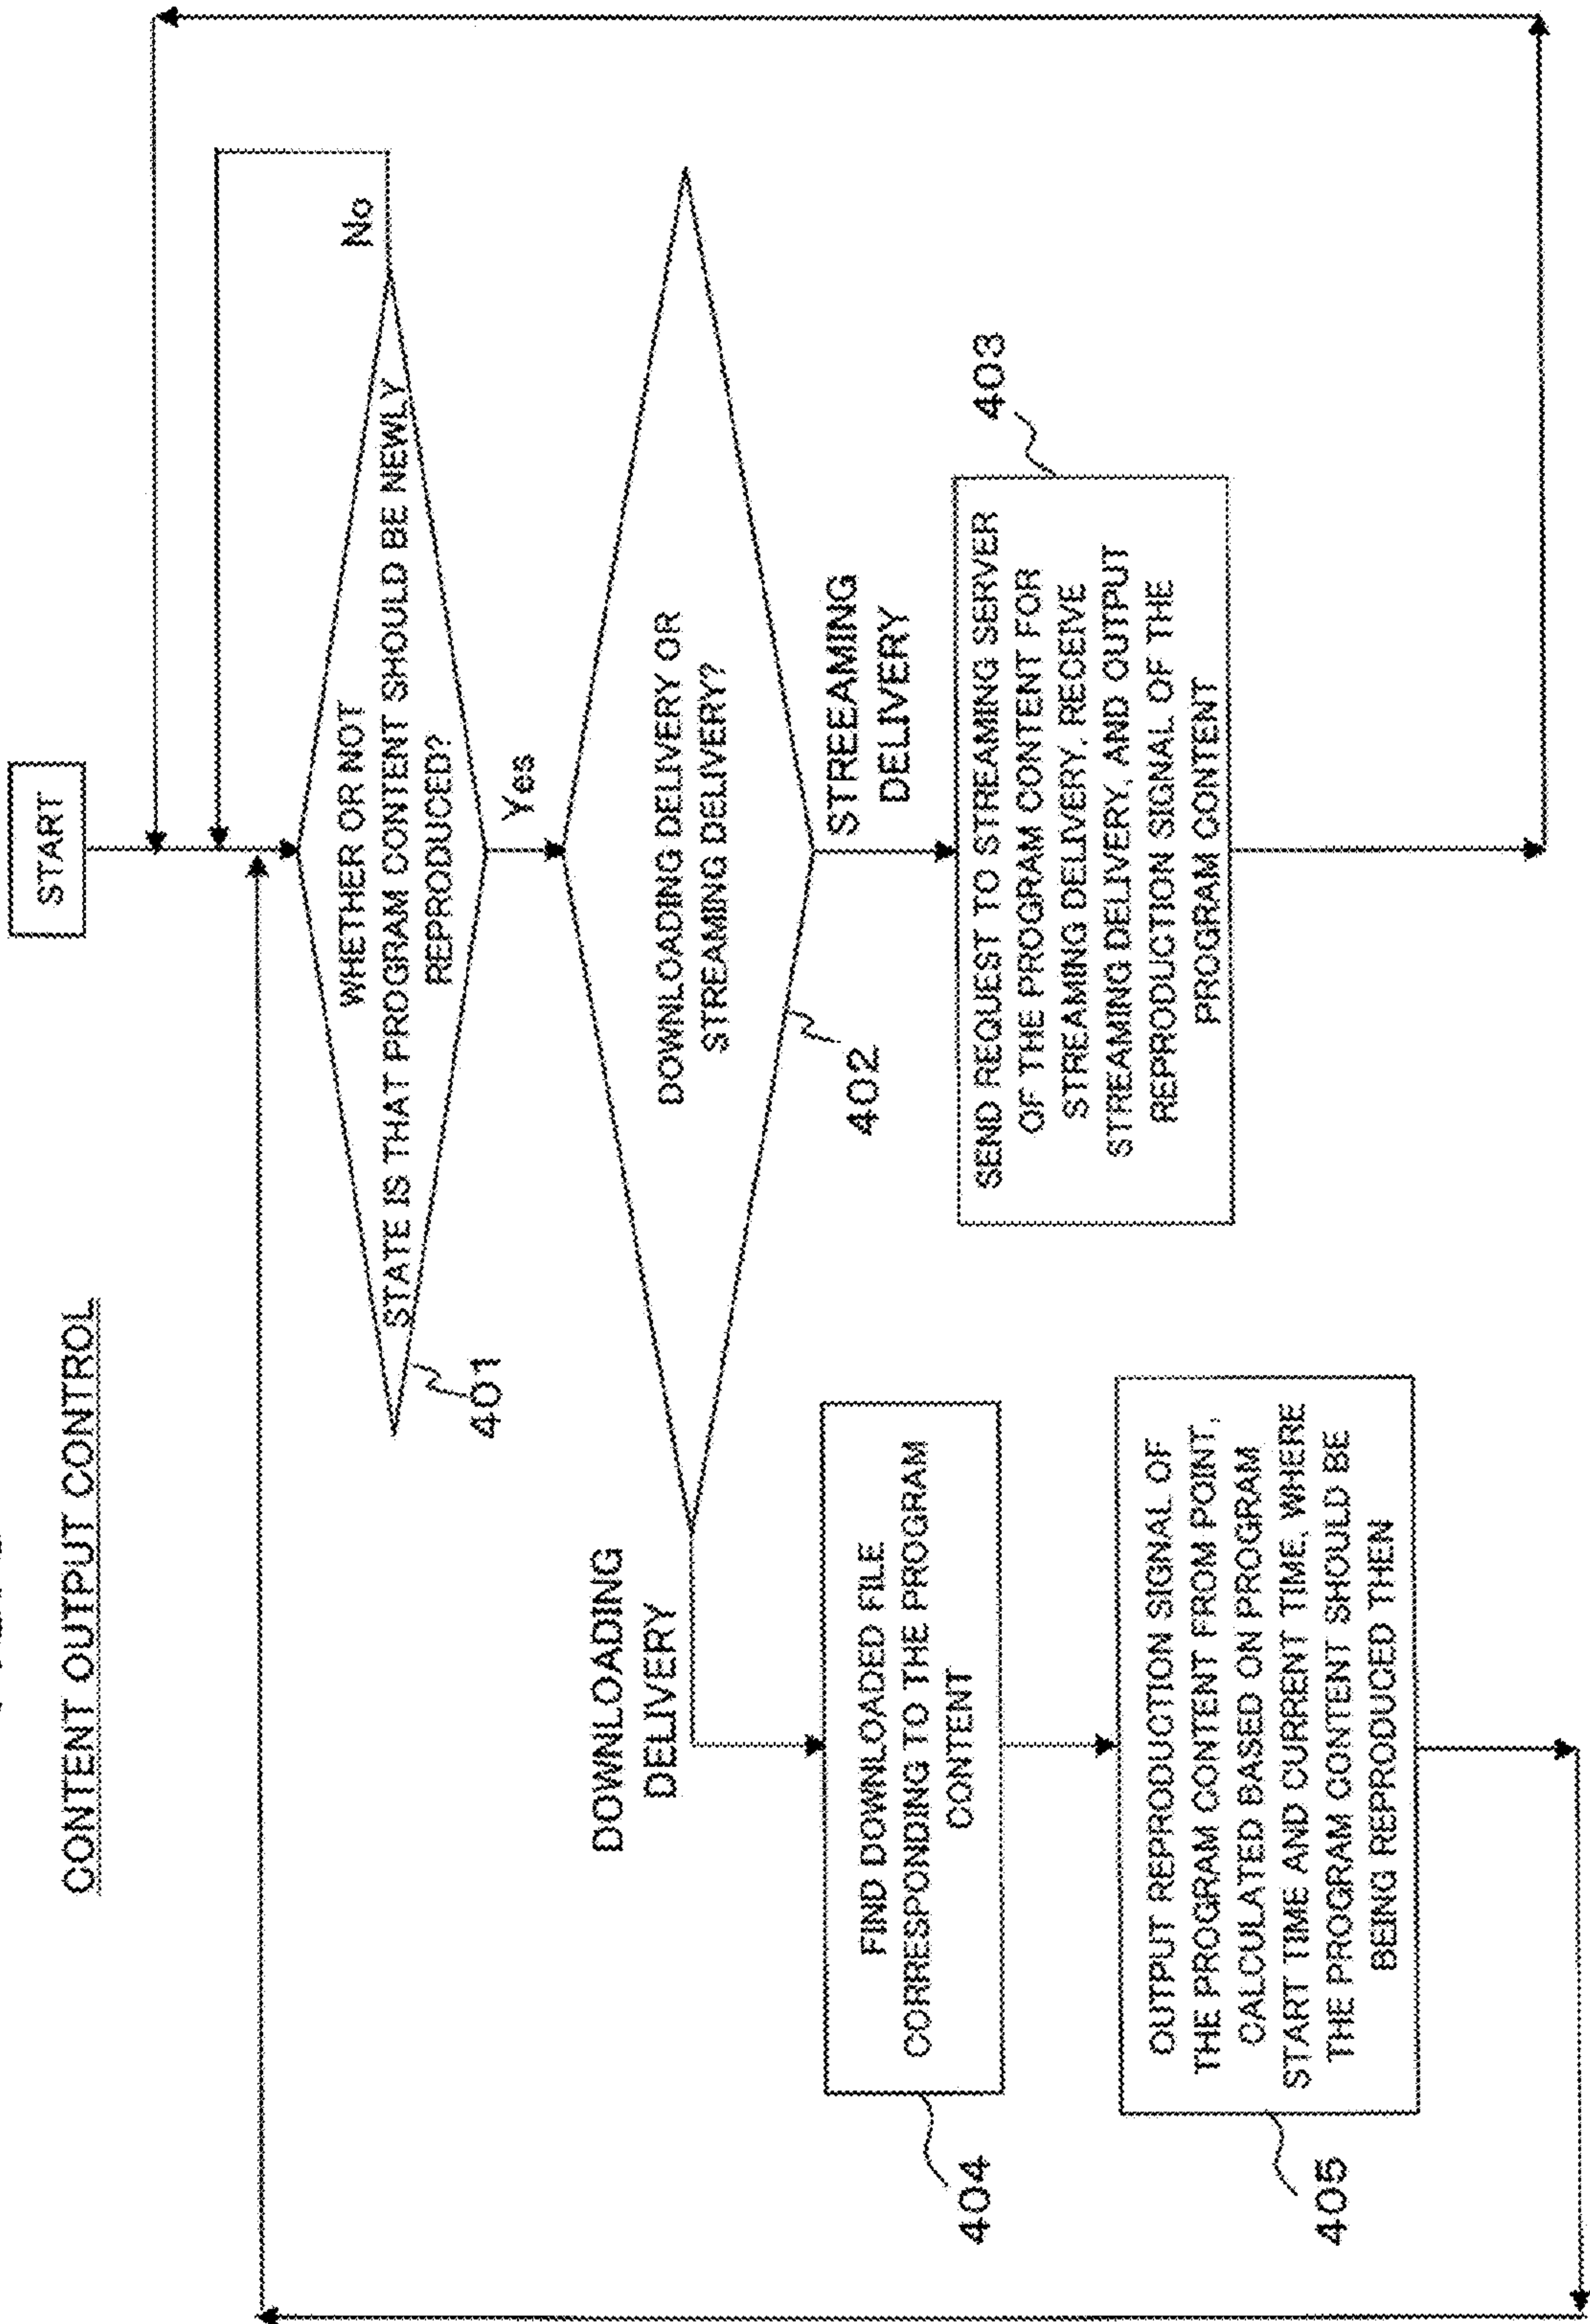 CONTENT OUTPUT CONTROL
START
WHETHER OR NOT
STATE IS THAT PROGRAM CONTENT SHOULD BE NEWLY
REPRODUCED?
No
401
Yes
DOWNLOADING DELIVERY OR
STREAMING DELIVERY?
402
DOWNLOADING
DELIVERY
STREEAMING
DELIVERY
FIND DOWNLOADED FILE
CORRESPONDING TO THE PROGRAM
CONTENT
404
SEND REQUEST TO STREAMING SERVER
OF THE PROGRAM CONTENT FOR
STREAMING DELIVERY, RECEIVE
STREAMING DELIVERY, AND OUTPUT
REPRODUCTION SIGNAL OF THE
PROGRAM CONTENT
403
OUTPUT REPRODUCTION SIGNAL OF
THE PROGRAM CONTENT FROM POINT,
CALCULATED BASED ON PROGRAM
START TIME AND CURRENT TIME, WHERE
THE PROGRAM CONTENT SHOULD BE
BEING REPRODUCED THEN
405